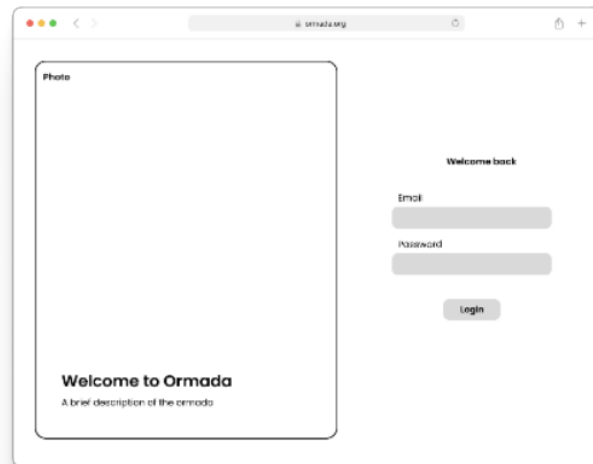 ormada.org
Photo
Welcome to Ormada
A brief description of the ormada
Welcome back
Email
Password
Login